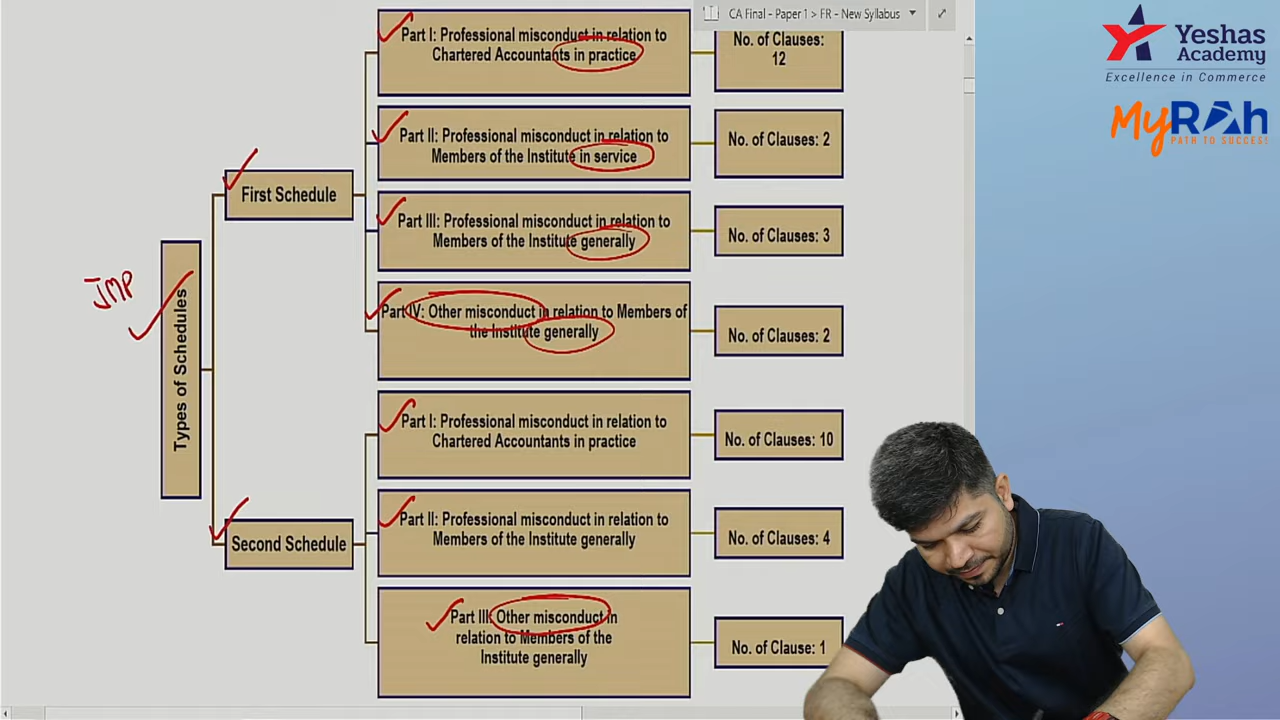 CA Final - Paper 1 > FR - New Syllabus
Yeshas
Academy
Excellence in Commerce
MyRAh
PATH TO SUCCESS
Part I: Professional misconduct in relation to
Chartered Accountants in practice
No. of Clauses:
12
Part II: Professional misconduct in relation to
Members of the Institute in service
No. of Clauses: 2
First Schedule
Part III: Professional misconduct in relation to
Members of the Institute generally
No. of Clauses: 3
IMP
Types of Schedules
Part IV: Other misconduct in relation to Members of
the Institute generally
No. of Clauses: 2
Part I: Professional misconduct in relation to
Chartered Accountants in practice
No. of Clauses: 10
Second Schedule
Part II: Professional misconduct in relation to
Members of the Institute generally
No. of Clauses: 4
Part III: Other misconduct in
relation to Members of the
Institute generally
No. of Clause: 1